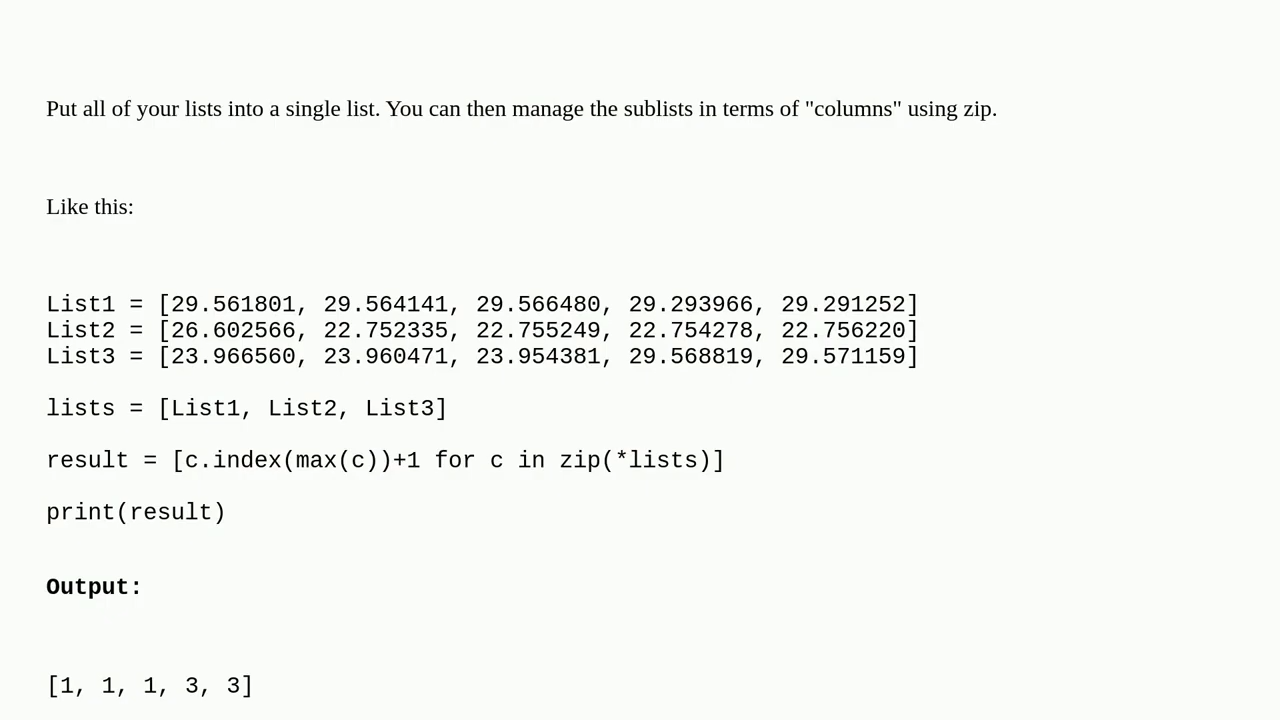 Put all of your lists into a single list. You can then manage the sublists in terms of "columns" using zip.
Like this:
List1 = [29.561801, 29.564141, 29.566480, 29.293966, 29.291252]
List2 = [26.602566, 22.752335, 22.755249, 22.754278, 22.756220]
List3 = [23.966560, 23.960471, 23.954381, 29.568819, 29.571159]
lists = [List1, List2, List3]
result = [c.index(max(c))+1 for c in zip(*lists)]
print(result)
Output:
[1, 1, 1, 3, 3]